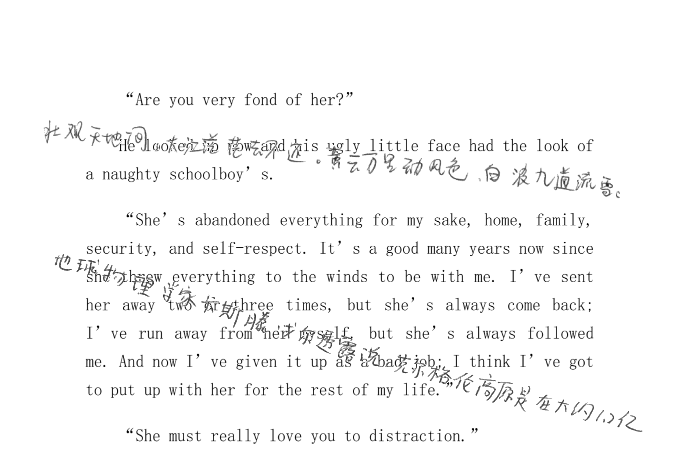 “Are you very fond of her?”
壮观天地间,大江茫茫去不还。黄云万里动风色,白波九道流雪。
He looked up now and his ugly little face had the look of
a naughty schoolboy’s.
“She’s abandoned everything for my sake, home, family,
security, and self-respect. It’s a good many years now since
she threw everything to the winds to be with me. I’ve sent
her away two or three times, but she’s always come back;
I’ve run away from her myself, but she’s always followed
me. And now I’ve given it up as a bad job; I think I’ve got
to put up with her for the rest of my life.”
地球物理学家 斯滕 尔透露说 克尔格伦高原是在大约1.2亿
“She must really love you to distraction.”